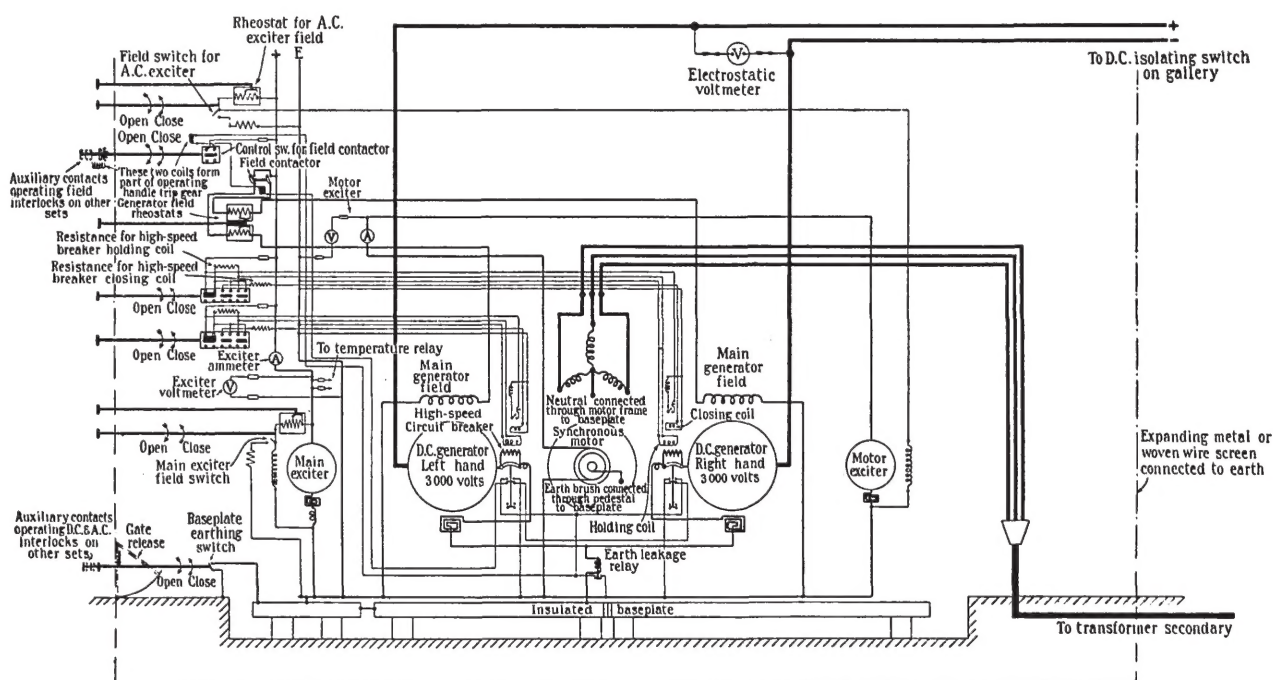 Rheostat for A.C.
exciter field
Field switch for
A.C. exciter
+ E
+
−
To D.C. isolating switch
on gallery
V
Electrostatic
voltmeter
Open Close
Open Close
Control sw. for field contactor
Field contactor
These two coils form
part of operating
handle trip gear
Auxiliary contacts
operating field
interlocks on other
sets
Generator field
rheostats
Motor
exciter
V
A
Resistance for high-speed
breaker holding coil
Resistance for high-speed
breaker closing coil
Open Close
Open Close
Exciter
ammeter
A
To temperature relay
Exciter
voltmeter
V
Main
generator
field
High-speed
Circuit breaker
Neutral connected
through motor frame
to baseplate
Synchronous
motor
Main
generator
field
Closing coil
Open Close
Main exciter
field switch
Main
exciter
D.C. generator
Left hand
3000 volts
Earth brush connected
through pedestal
to baseplate
Holding coil
D.C. generator
Right hand
3000 volts
Motor
exciter
Expanding metal or
woven wire screen
connected to earth
Auxiliary contacts
operating D.C. & A.C.
interlocks on
other sets
Gate
release
Baseplate
earthing
switch
Open Close
Earth leakage
relay
Insulated baseplate
To transformer secondary